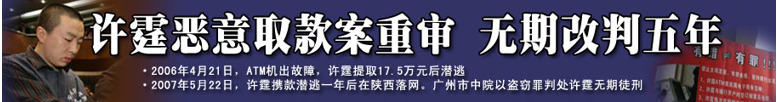 许霆恶意取款案重审 无期改判五年
·2006年4月21日，ATM机出故障，许霆提取17.5万元后潜逃
·2007年5月22日，许霆携款潜逃一年后在陕西落网。广州市中院以盗窃罪判处许霆无期徒刑